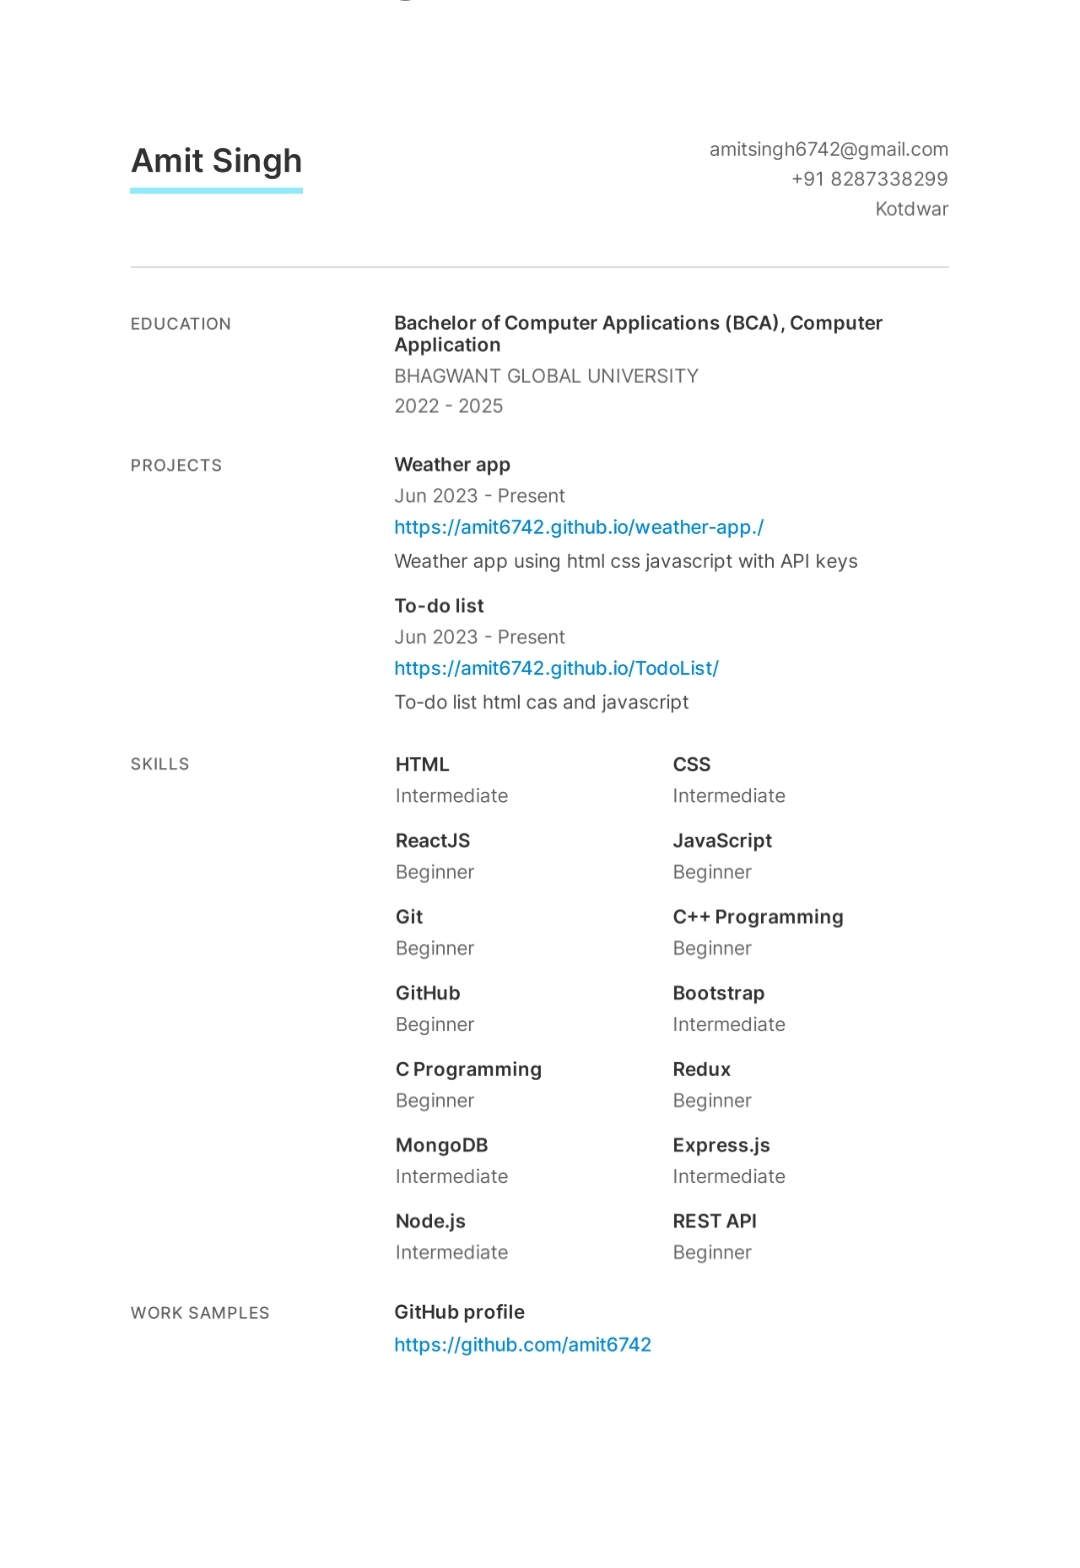 Amit Singh
amitsingh6742@gmail.com
+91 8287338299
Kotdwar
EDUCATION
Bachelor of Computer Applications (BCA), Computer
Application
BHAGWANT GLOBAL UNIVERSITY
2022 - 2025
PROJECTS
Weather app
Jun 2023 - Present
https://amit6742.github.io/weather-app./
Weather app using html css javascript with API keys
To-do list
Jun 2023 - Present
https://amit6742.github.io/TodoList/
To-do list html cas and javascript
SKILLS
HTML
Intermediate
CSS
Intermediate
ReactJS
Beginner
JavaScript
Beginner
Git
Beginner
C++ Programming
Beginner
GitHub
Beginner
Bootstrap
Intermediate
C Programming
Beginner
Redux
Beginner
MongoDB
Intermediate
Express.js
Intermediate
Node.js
Intermediate
REST API
Beginner
WORK SAMPLES
GitHub profile
https://github.com/amit6742